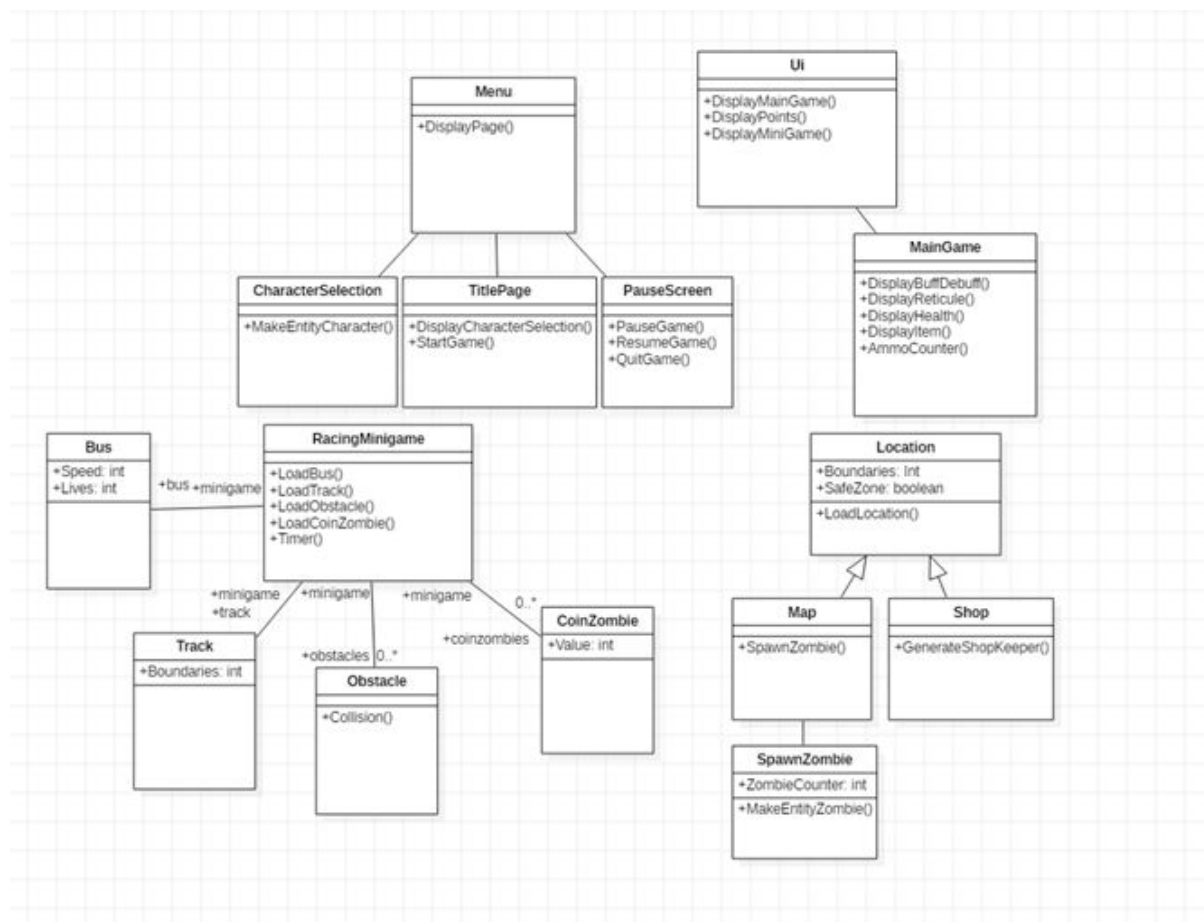 Menu
+DisplayPage()
Ui
+DisplayMainGame()
+DisplayPoints()
+DisplayMiniGame()
MainGame
+DisplayBuffDebuff()
+DisplayReticule()
+DisplayHealth()
+DisplayItem()
+AmmoCounter()
CharacterSelection
+MakeEntityCharacter()
TitlePage
+DisplayCharacterSelection()
+StartGame()
PauseScreen
+PauseGame()
+ResumeGame()
+QuitGame()
Bus
+Speed: int
+Lives: int
+bus
+minigame
RacingMinigame
+LoadBus()
+LoadTrack()
+LoadObstacle()
+LoadCoinZombie()
+Timer()
+minigame
+track
+minigame
+obstacles
0..*
+minigame
0..*
+coinzombies
Track
+Boundaries: int
Obstacle
+Collision()
CoinZombie
+Value: int
Location
+Boundaries: Int
+SafeZone: boolean
+LoadLocation()
Map
+SpawnZombie()
Shop
+GenerateShopKeeper()
SpawnZombie
+ZombieCounter: int
+MakeEntityZombie()